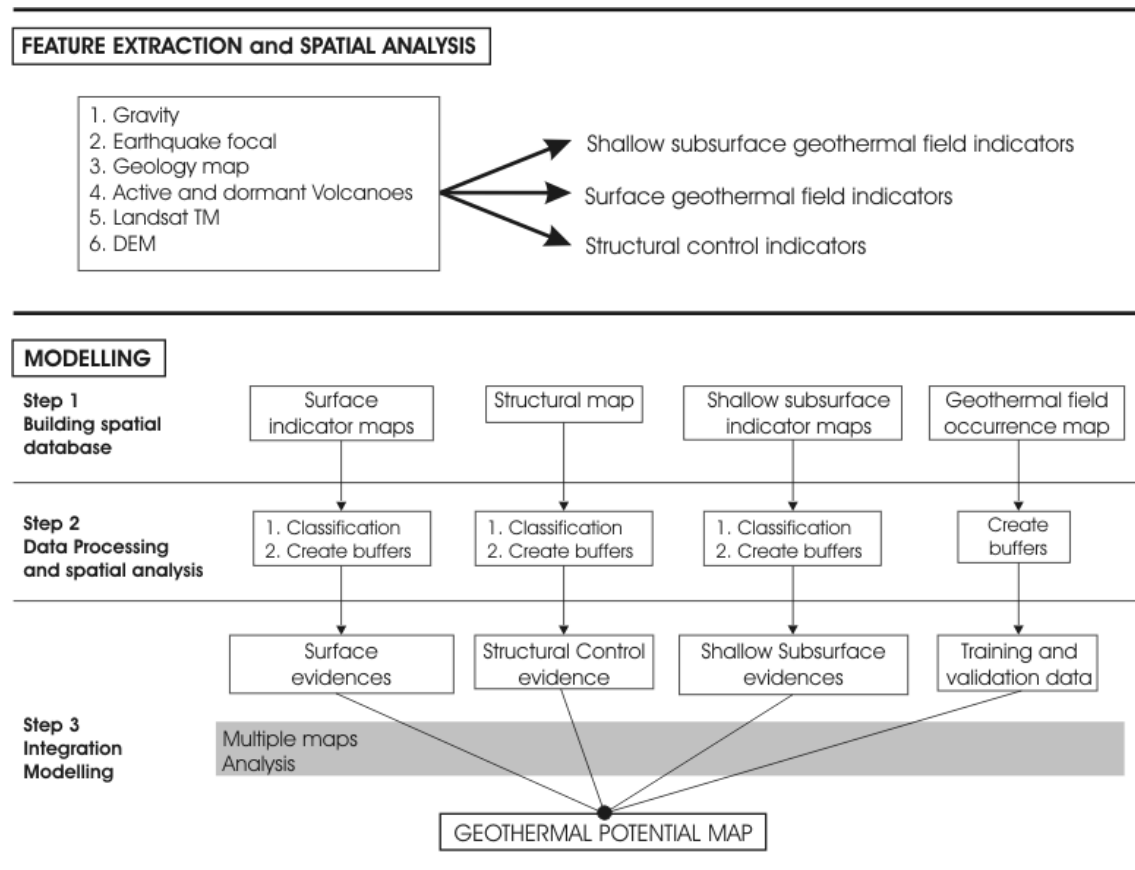 FEATURE EXTRACTION and SPATIAL ANALYSIS
1. Gravity
2. Earthquake focal
3. Geology map
4. Active and dormant Volcanoes
5. Landsat TM
6. DEM
Shallow subsurface geothermal field indicators
Surface geothermal field indicators
Structural control indicators
MODELLING
Step 1
Building spatial
database
Surface
indicator maps
Structural map
Shallow subsurface
indicator maps
Geothermal field
occurrence map
Step 2
Data Processing
and spatial analysis
1. Classification
2. Create buffers
1. Classification
2. Create buffers
1. Classification
2. Create buffers
Create
buffers
Surface
evidences
Structural Control
evidence
Shallow Subsurface
evidences
Training and
validation data
Step 3
Integration
Modelling
Multiple maps
Analysis
GEOTHERMAL POTENTIAL MAP